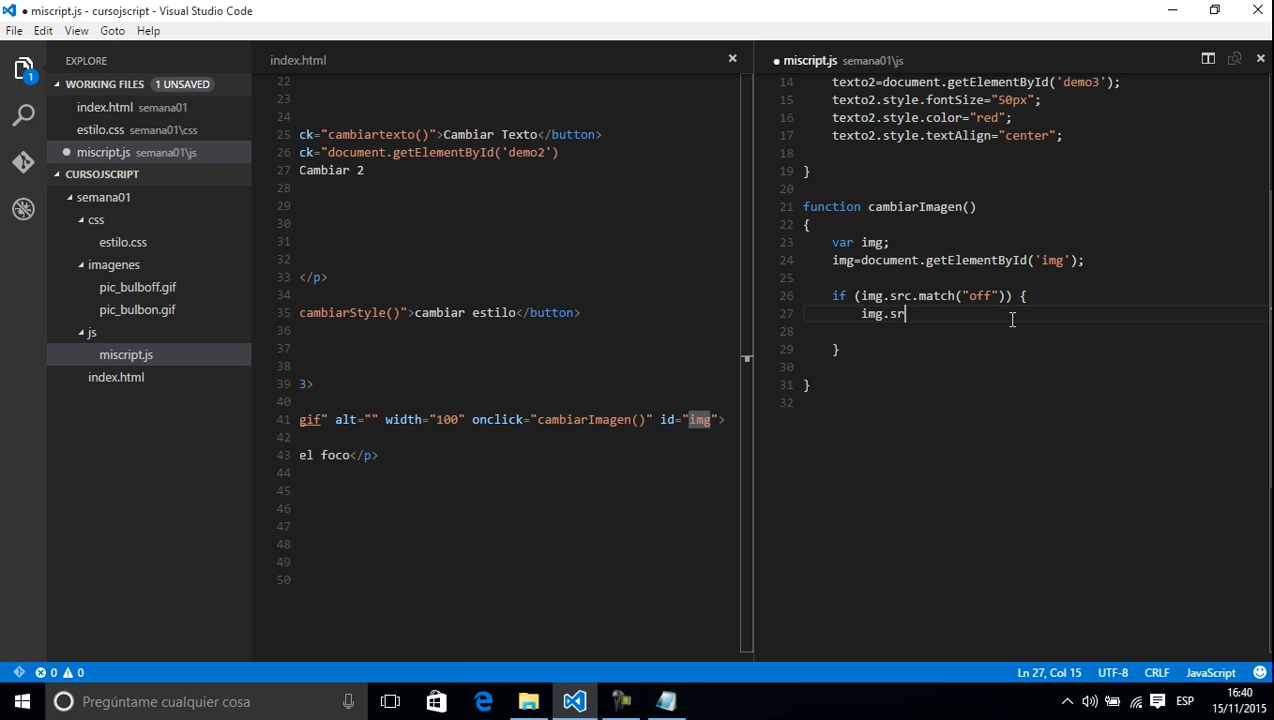 miscript.js - cursojscript - Visual Studio Code
File Edit View Goto Help
EXPLORE
WORKING FILES 1 UNSAVED
index.html semana01
estilo.css semana01\css
miscript.js semana01\js
CURSOJSCRIPT
semana01
css
estilo.css
imagenes
pic_bulboff.gif
pic_bulbon.gif
js
miscript.js
index.html
1
index.html
22
23
24
25 ck="cambiartexto()">Cambiar Texto</button>
26 ck="document.getElementById('demo2')
27 Cambiar 2
28
29
30
31
32
33 </p>
34
35 cambiarStyle()">cambiar estilo</button>
36
37
38
39 3>
40
41 gif" alt="" width="100" onclick="cambiarImagen()" id="img">
42
43 el foco</p>
44
45
46
47
48
49
50
miscript.js semana01\js
14 texto2=document.getElementById('demo3');
15 texto2.style.fontSize="50px";
16 texto2.style.color="red";
17 texto2.style.textAlign="center";
18
19 }
20
21 function cambiarImagen()
22 {
23 var img;
24 img=document.getElementById('img');
25
26 if (img.src.match("off")) {
27 img.sr
28
29 }
30
31 }
32
0 0 Ln 27, Col 15 UTF-8 CRLF JavaScript
Pregúntame cualquier cosa
ESP
16:40
15/11/2015